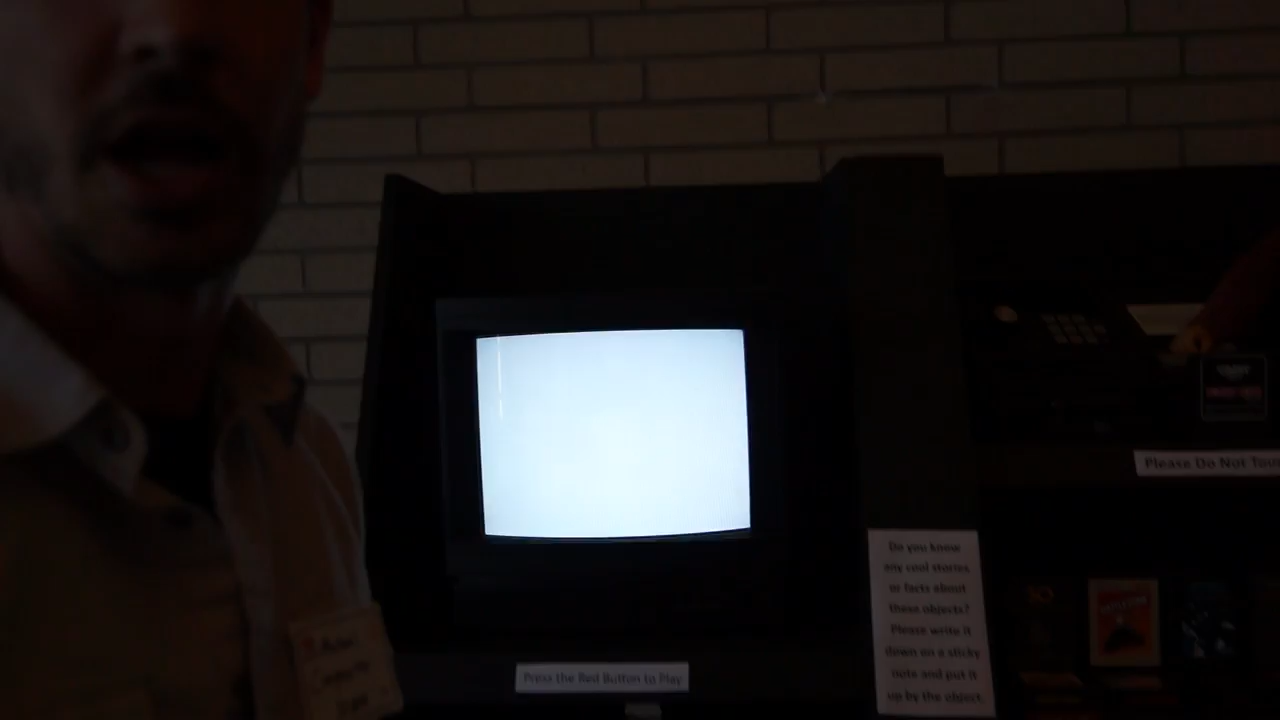 Please Do Not
Do you know
any cool stories
or facts about
these objects?
Please write it
down on a sticky
note and put it
up by the object.
Press the Red Button to Play